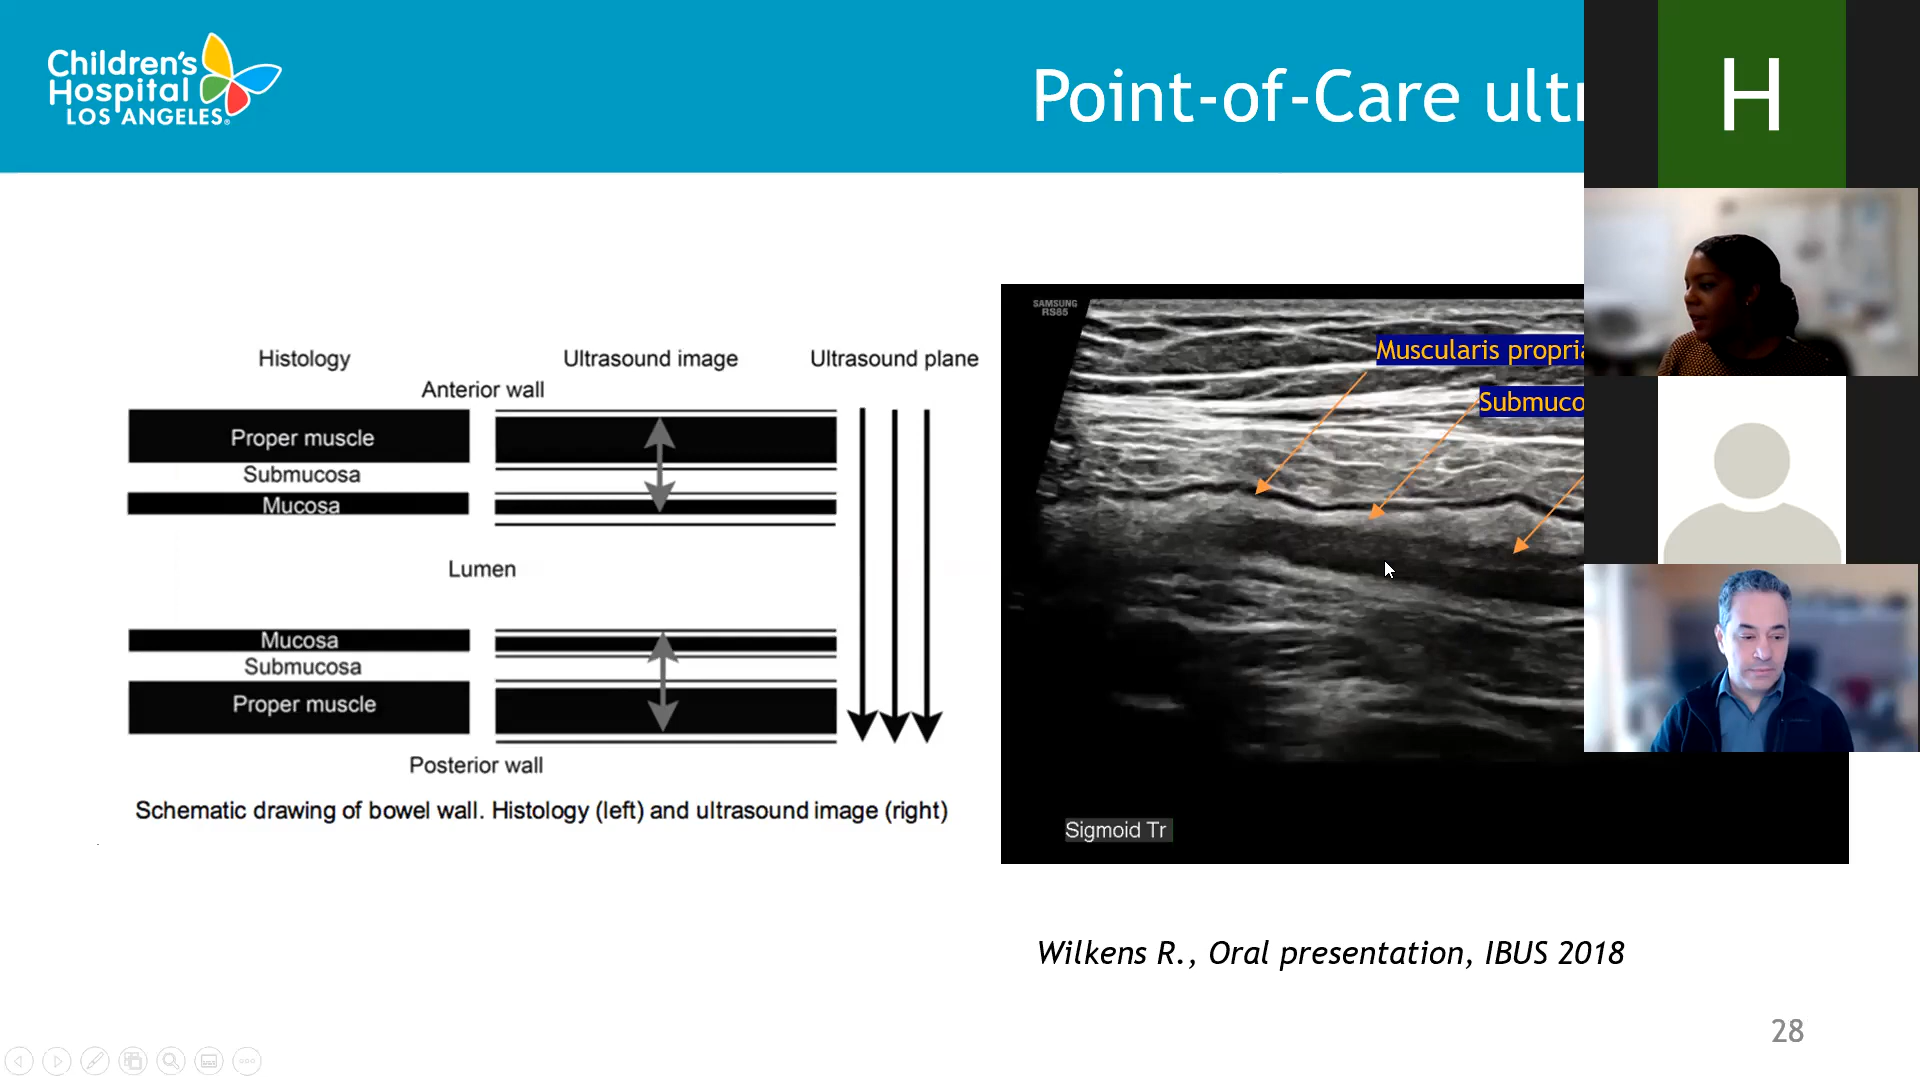 Children's
Hospital
LOS ANGELES®
Point-of-Care ult
H
Histology
Ultrasound image
Ultrasound plane
Anterior wall
Proper muscle
Submucosa
Mucosa
Lumen
Mucosa
Submucosa
Proper muscle
Posterior wall
Schematic drawing of bowel wall. Histology (left) and ultrasound image (right)
SAMSUNG
RS85
Muscularis propria
Submuco
Sigmoid Tr
Wilkens R., Oral presentation, IBUS 2018
28